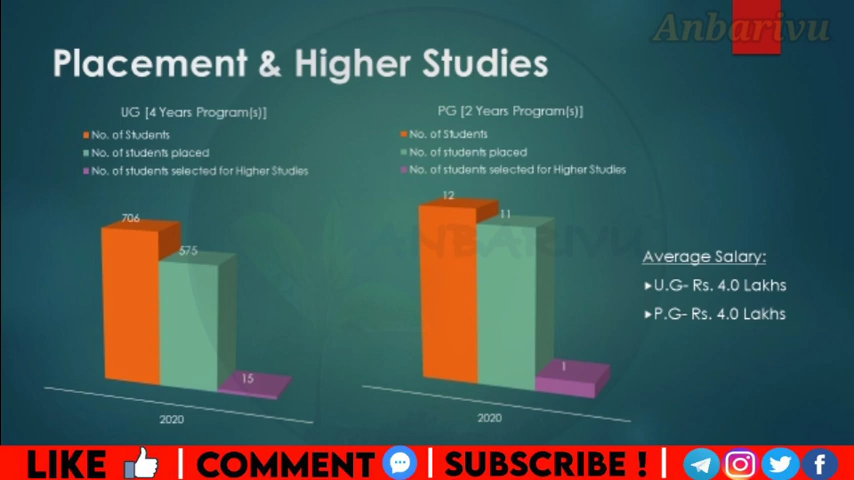 Anbarivu
Placement & Higher Studies
UG [4 Years Program(s)]
No. of Students
No. of students placed
No. of students selected for Higher Studies
706
575
15
2020
PG [2 Years Program(s)]
No. of Students
No. of students placed
No. of students selected for Higher Studies
12
11
1
2020
ANBARIVU
Average Salary:
U.G- Rs. 4.0 Lakhs
P.G- Rs. 4.0 Lakhs
LIKE | COMMENT | SUBSCRIBE ! |